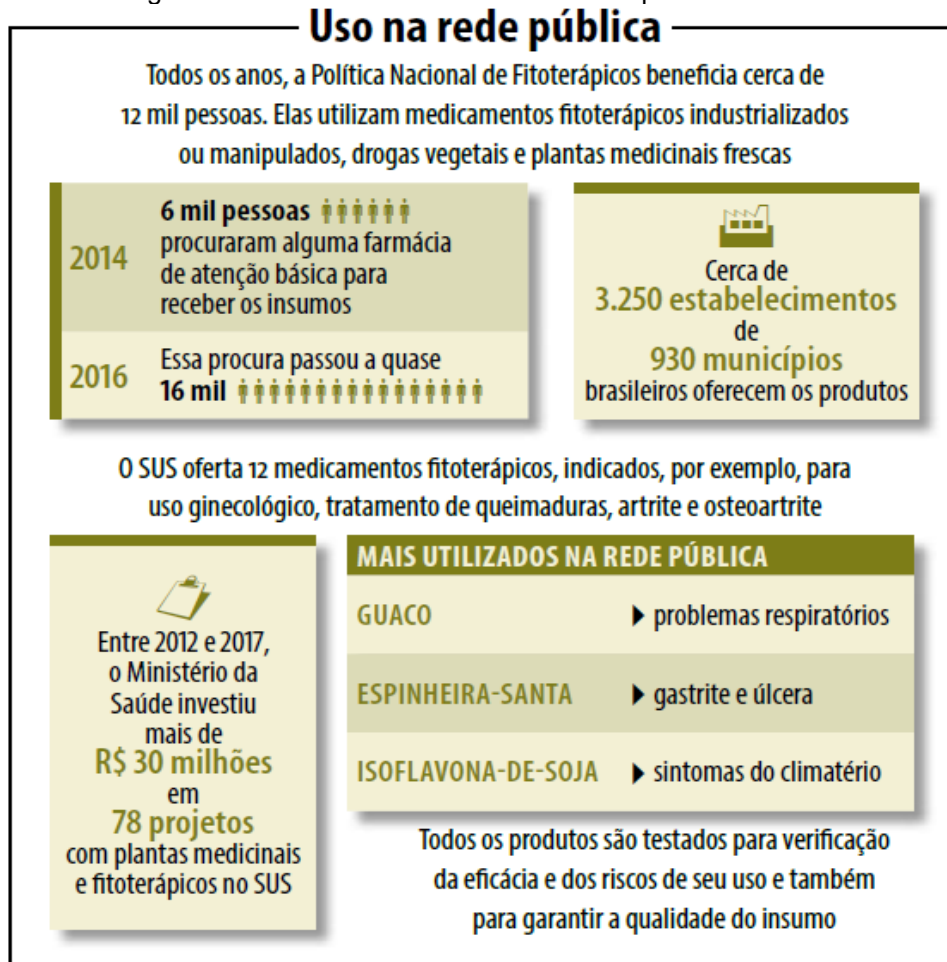 Uso na rede pública
Todos os anos, a Política Nacional de Fitoterápicos beneficia cerca de
12 mil pessoas. Elas utilizam medicamentos fitoterápicos industrializados
ou manipulados, drogas vegetais e plantas medicinais frescas
2014
6 mil pessoas
procuraram alguma farmácia
de atenção básica para
receber os insumos
2016
Essa procura passou a quase
16 mil
Cerca de
3.250 estabelecimentos
de
930 municípios
brasileiros oferecem os produtos
O SUS oferta 12 medicamentos fitoterápicos, indicados, por exemplo, para
uso ginecológico, tratamento de queimaduras, artrite e osteoartrite
Entre 2012 e 2017,
o Ministério da
Saúde investiu
mais de
R$ 30 milhões
em
78 projetos
com plantas medicinais
e fitoterápicos no SUS
MAIS UTILIZADOS NA REDE PÚBLICA
GUACO ▶ problemas respiratórios
ESPINHEIRA-SANTA ▶ gastrite e úlcera
ISOFLAVONA-DE-SOJA ▶ sintomas do climatério
Todos os produtos são testados para verificação
da eficácia e dos riscos de seu uso e também
para garantir a qualidade do insumo